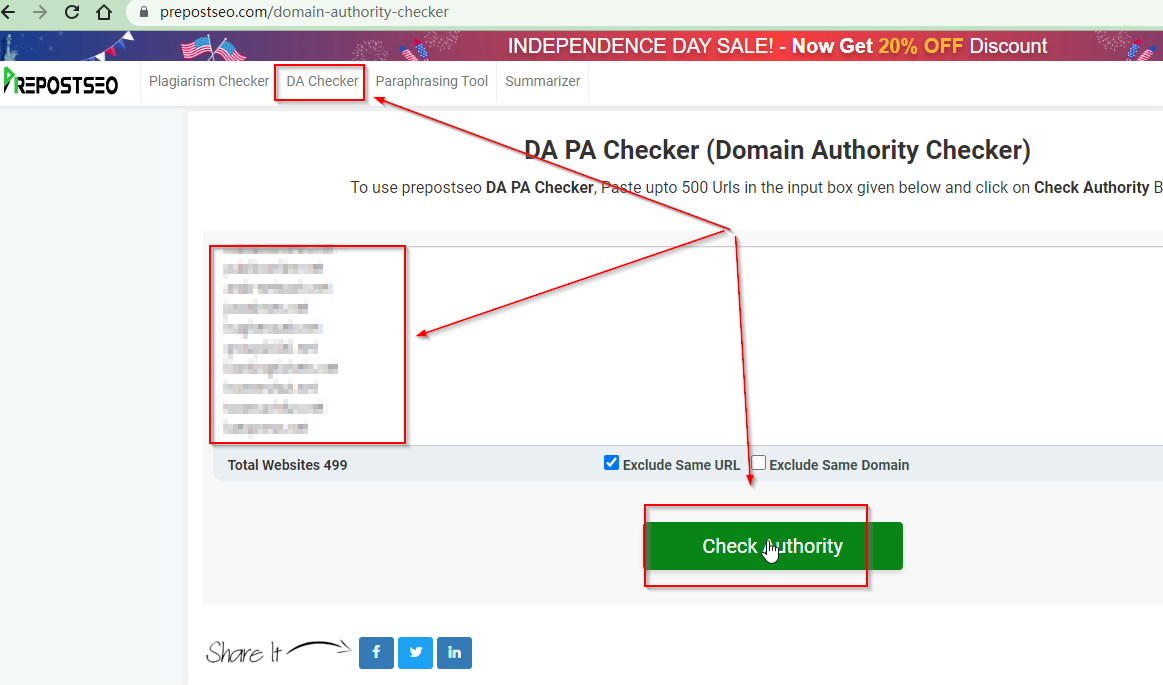 prepostseo.com/domain-authority-checker
INDEPENDENCE DAY SALE! - Now Get 20% OFF Discount
PREPOSTSEO
Plagiarism Checker
DA Checker
Paraphrasing Tool
Summarizer
DA PA Checker (Domain Authority Checker)
To use prepostseo DA PA Checker, Paste upto 500 Urls in the input box given below and click on Check Authority B
Total Websites 499
Exclude Same URL
Exclude Same Domain
Check Authority
Share It